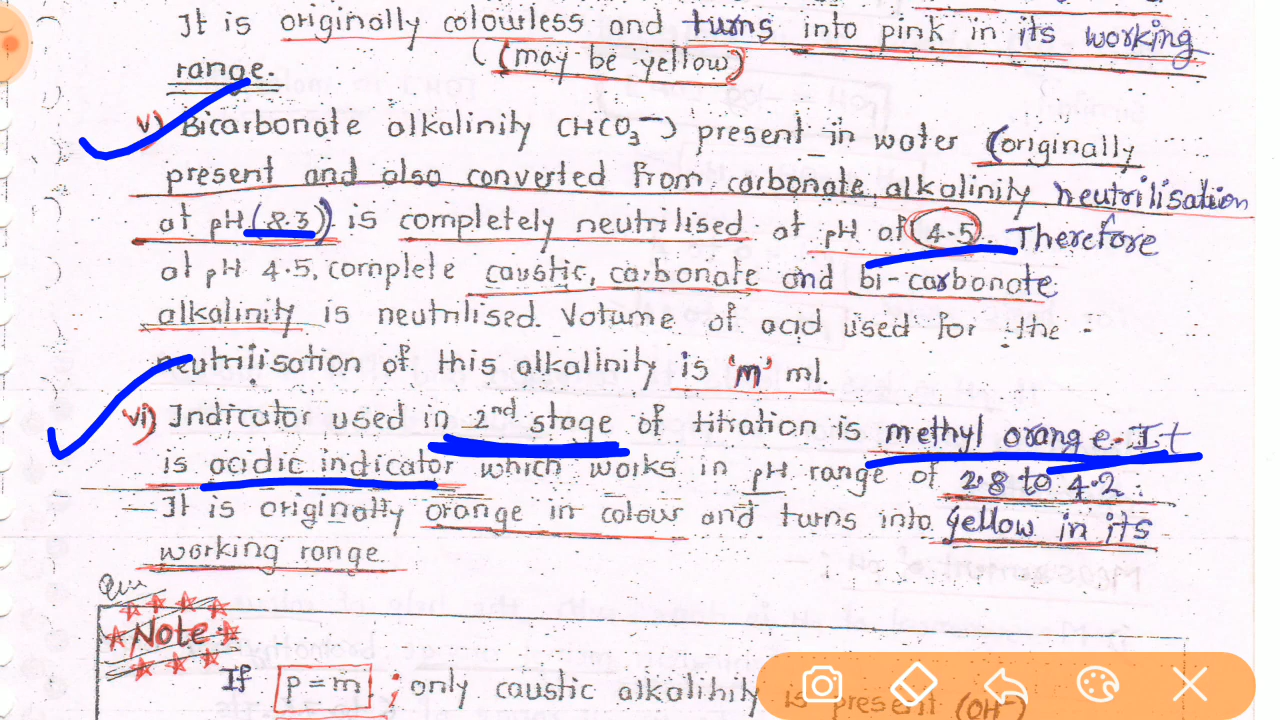 It is originally colourless and turns into pink in its working
range. ((may be yellow)
v) Bicarbonate alkalinity CHCO₃⁻) present in water (originally
present and also converted from carbonate alkalinity neutrilisation
at pH (8.3)) is completely neutrilised at pH of 4.5. Therefore
at pH 4.5, complete caustic, carbonate and bi-carbonate
alkalinity is neutrilised. Volume of acid used for the
neutrilisation of this alkalinity is 'm' ml.
vi) Indicator used in 2nd stage of titration is methyl orange. It
is acidic indicator which works in pH range of 2.8 to 4.2.
It is originally orange in colour and turns into yellow in its
working range.
Que
Note:
If p=m ; only caustic alkalinity is present (OH⁻)